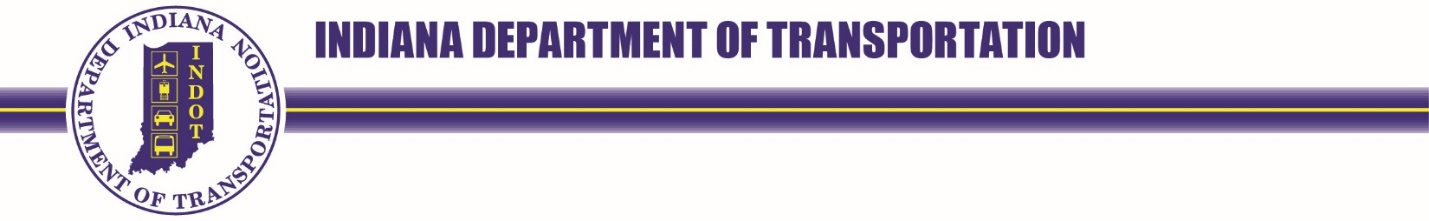 INDIANA DEPARTMENT OF TRANSPORTATION
INDIANA DEPARTMENT OF TRANSPORTATION
INDOT